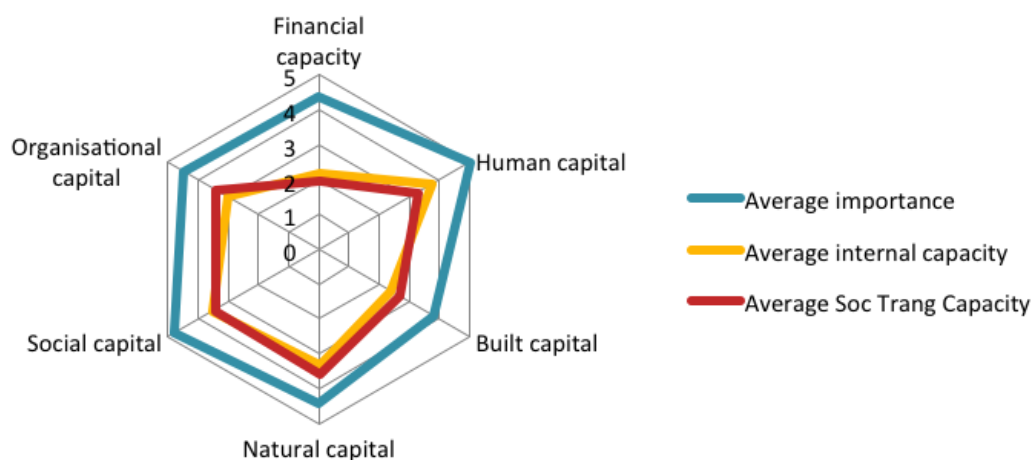 Financial
capacity
5
4
3
2
1
0
Organisational
capital
Human capital
Social capital
Built capital
Natural capital
Average importance
Average internal capacity
Average Soc Trang Capacity